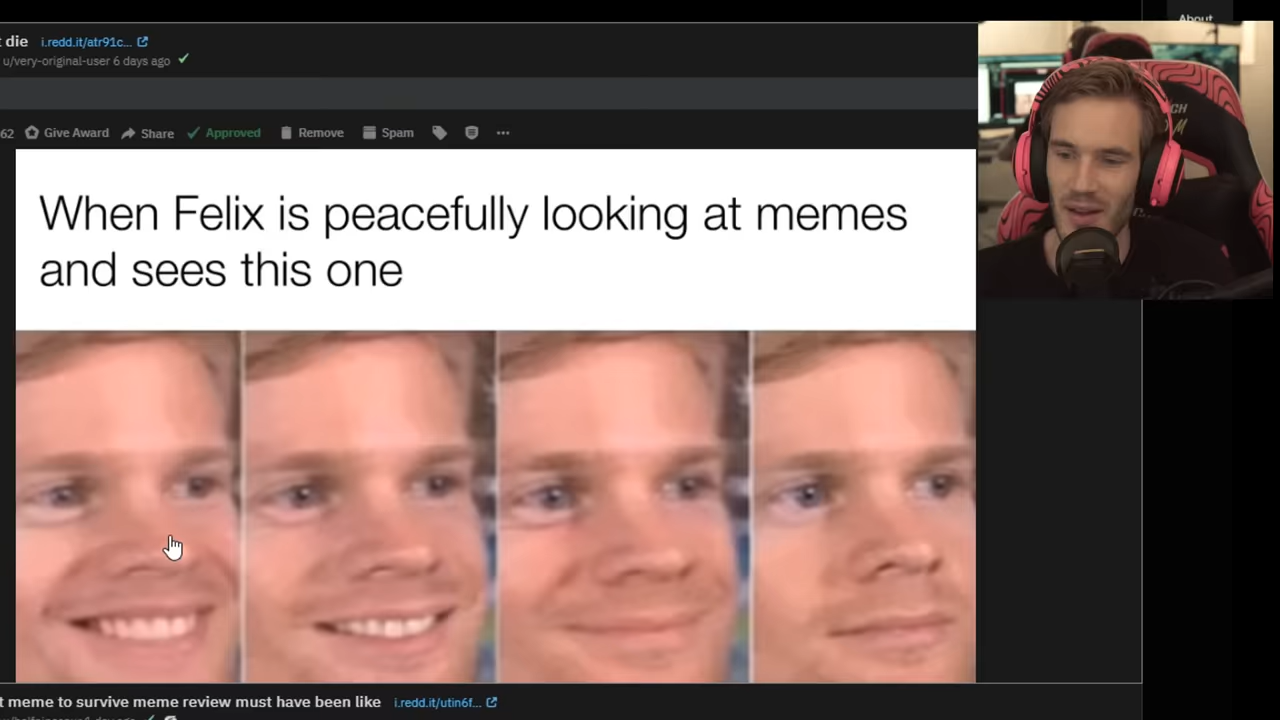 About
t die i.redd.it/atr91c...
u/very-original-user 6 days ago
62 Give Award Share Approved Remove Spam
When Felix is peacefully looking at memes
and sees this one
t meme to survive meme review must have been like i.redd.it/utin6f...